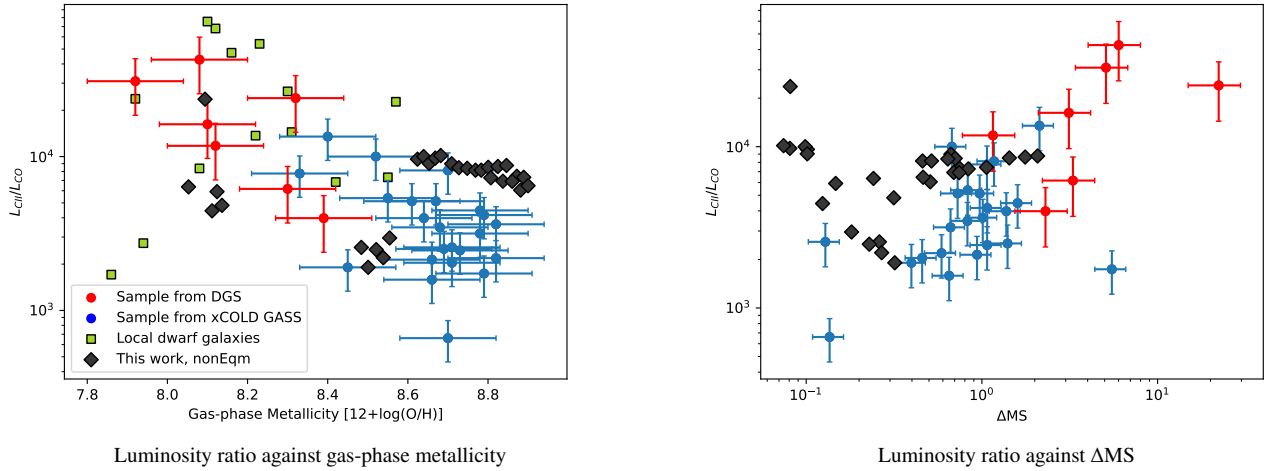 L_CII/L_CO
10^4
10^3
7.8 8.0 8.2 8.4 8.6 8.8
Gas-phase Metallicity [12+log(O/H)]
Sample from DGS
Sample from xCOLD GASS
Local dwarf galaxies
This work, nonEqm
Luminosity ratio against gas-phase metallicity
L_CII/L_CO
10^4
10^3
10^−1 10^0 10^1
ΔMS
Luminosity ratio against ΔMS